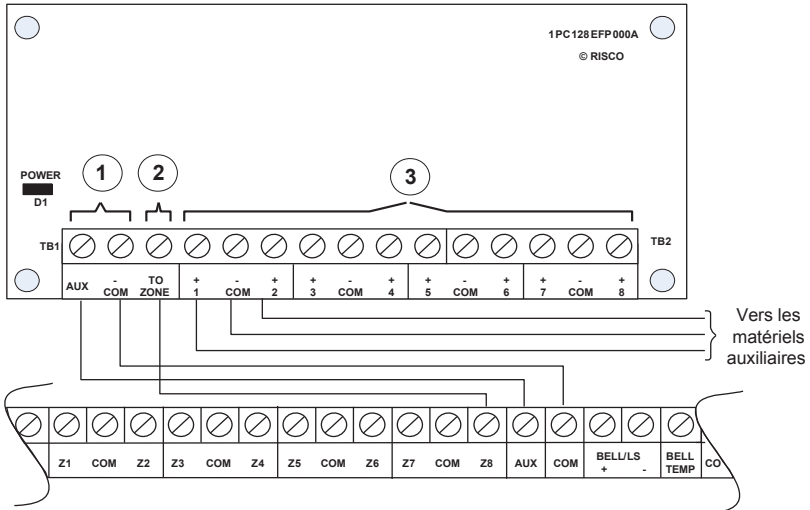 1PC128EFP000A
© RISCO
POWER
D1
1
2
3
TB1
TB2
AUX
-
COM
TO
ZONE
+ - +
1 COM 2
+ - +
3 COM 4
+ - +
5 COM 6
+ - +
7 COM 8
Vers les
matériels
auxiliaires
Z1 COM Z2 Z3 COM Z4 Z5 COM Z6 Z7 COM Z8 AUX COM
BELL/LS
+ -
BELL
TEMP
CO